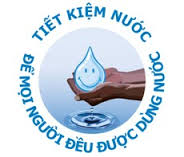 TIẾT KIỆM NƯỚC
ĐỂ MỌI NGƯỜI ĐỀU ĐƯỢC DÙNG NƯỚC